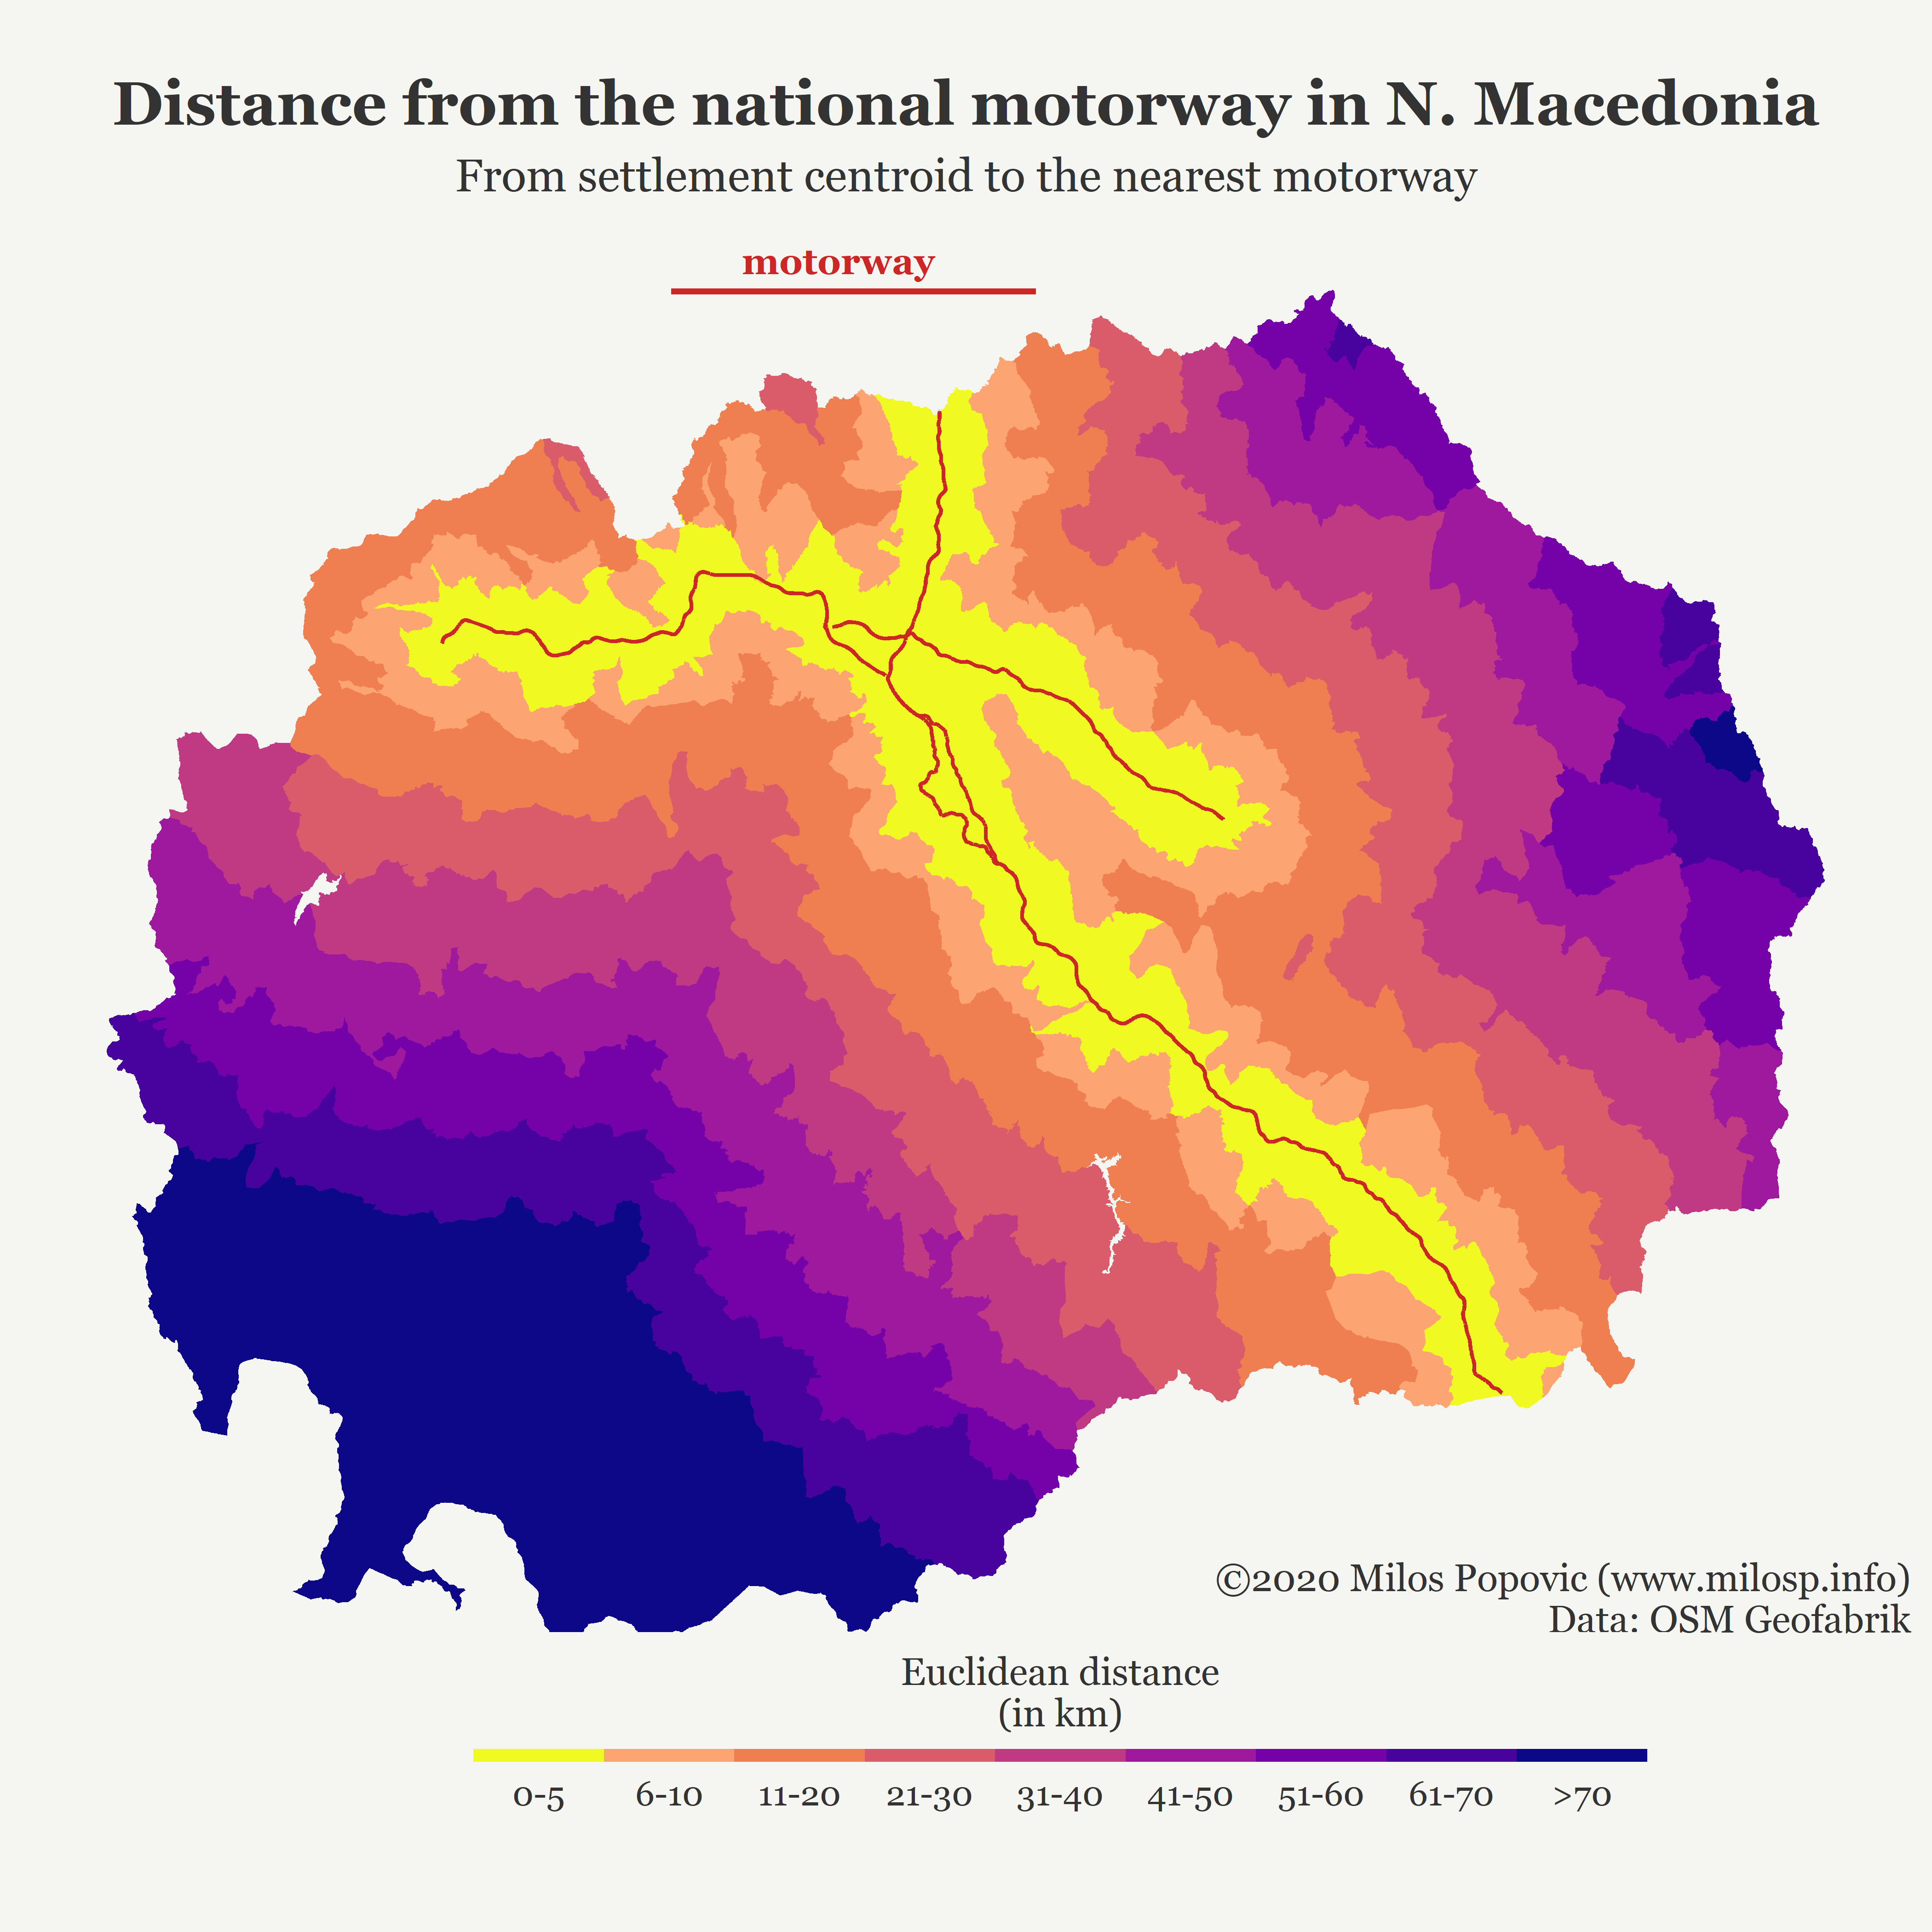 Distance from the national motorway in N. Macedonia
From settlement centroid to the nearest motorway
motorway
©2020 Milos Popovic (www.milosp.info)
Data: OSM Geofabrik
Euclidean distance
(in km)
0-5 6-10 11-20 21-30 31-40 41-50 51-60 61-70 >70